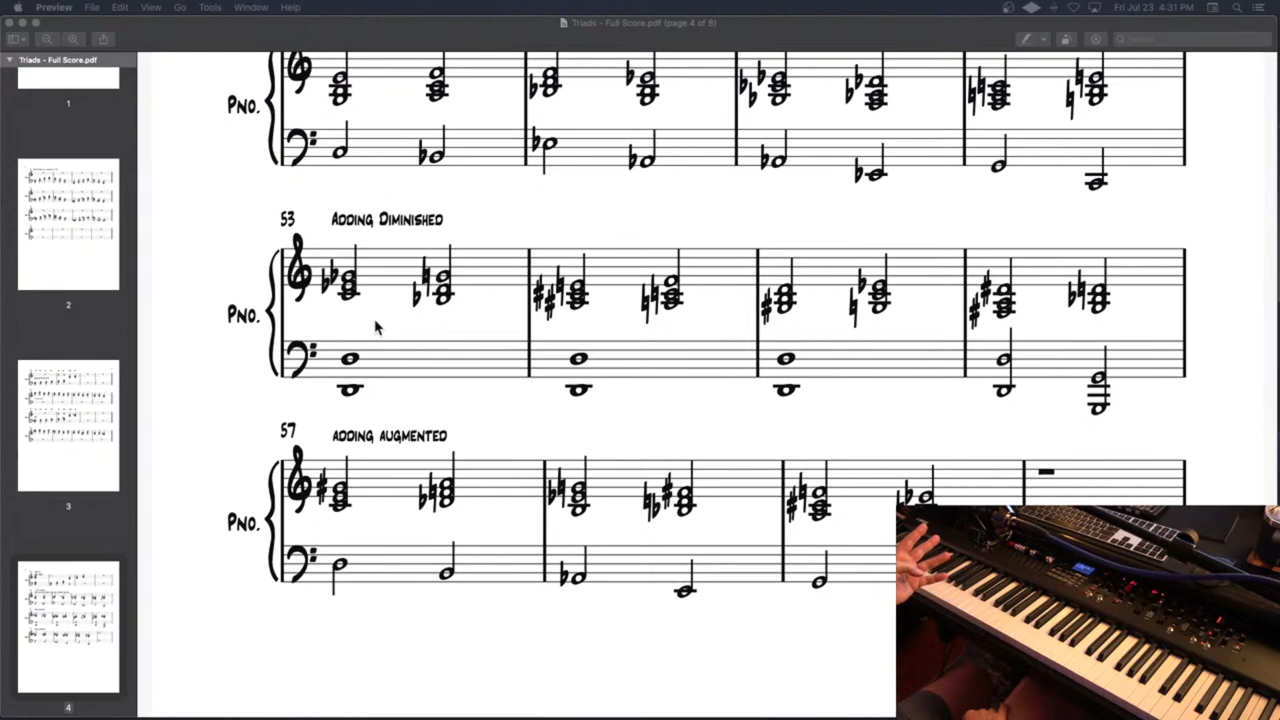 Preview File Edit View Go Tools Window Help Fri Jul 23 4:31 PM
Triads - Full Score.pdf (page 4 of 8)
Triads - Full Score.pdf
1
2
3
4
PNO.
53 ADDING DIMINISHED
PNO.
57 ADDING AUGMENTED
PNO.